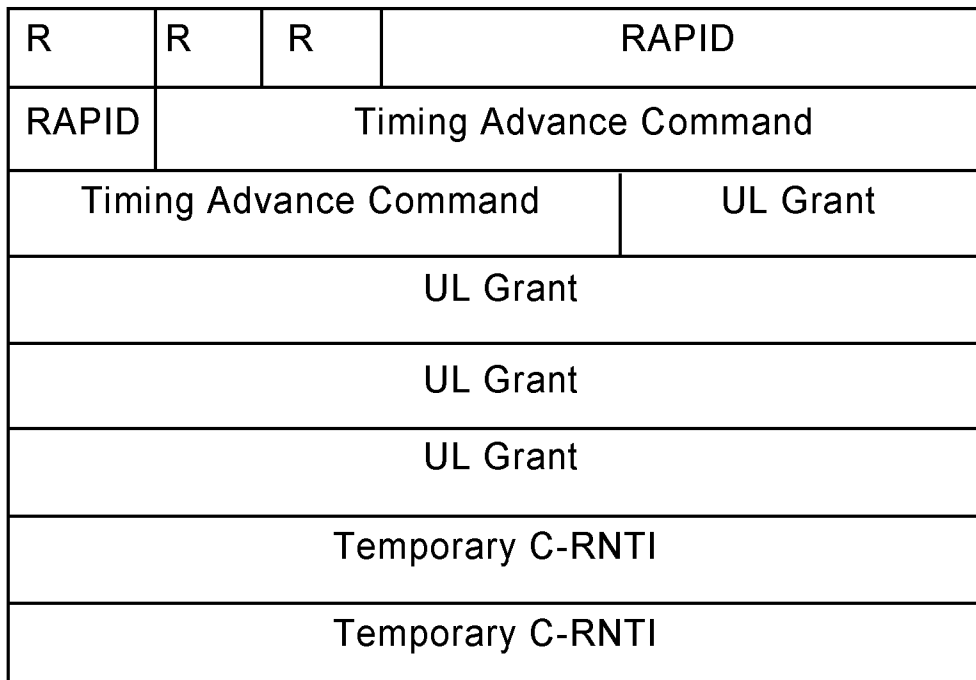 R R R RAPID
RAPID Timing Advance Command
Timing Advance Command UL Grant
UL Grant
UL Grant
UL Grant
Temporary C-RNTI
Temporary C-RNTI